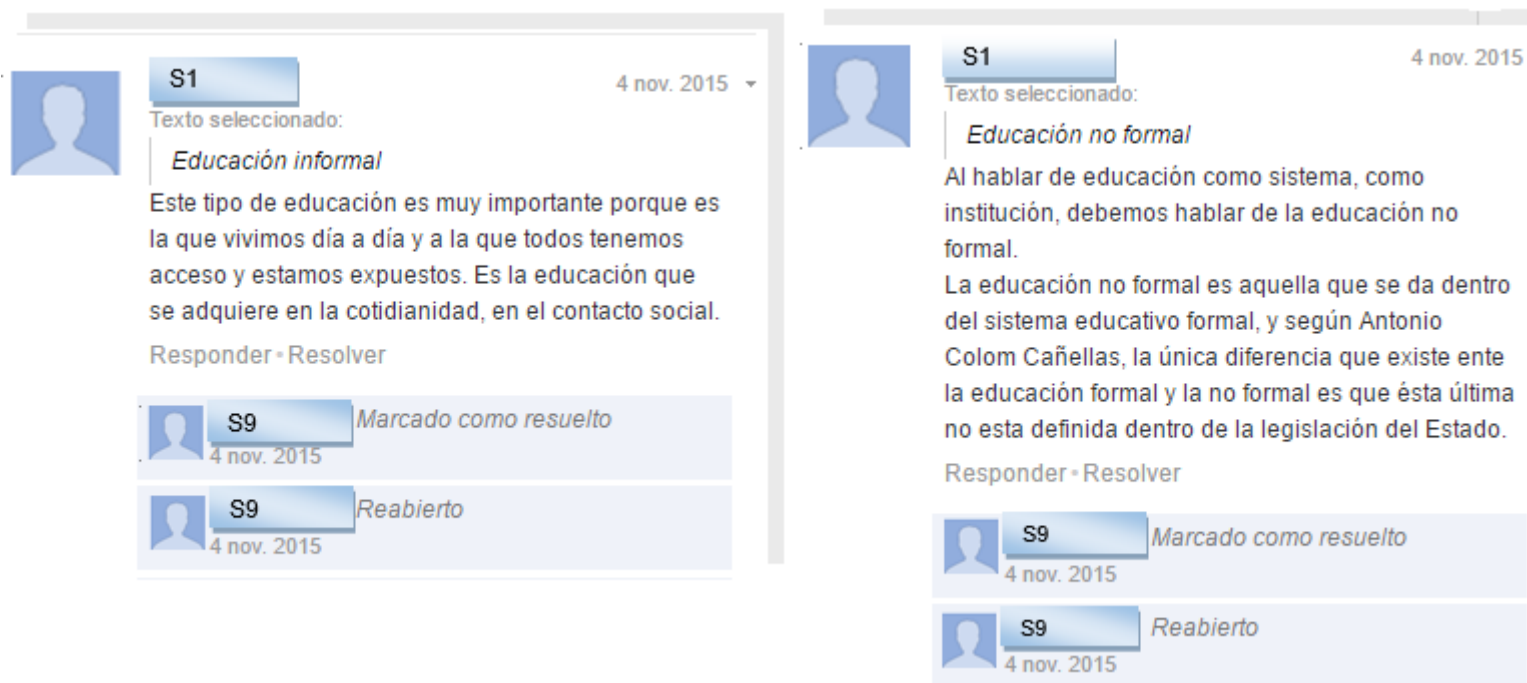 S1
4 nov. 2015
Texto seleccionado:
Educación informal
Este tipo de educación es muy importante porque es
la que vivimos día a día y a la que todos tenemos
acceso y estamos expuestos. Es la educación que
se adquiere en la cotidianidad, en el contacto social.
Responder • Resolver
S9
Marcado como resuelto
4 nov. 2015
S9
Reabierto
4 nov. 2015
S1
4 nov. 2015
Texto seleccionado:
Educación no formal
Al hablar de educación como sistema, como
institución, debemos hablar de la educación no
formal.
La educación no formal es aquella que se da dentro
del sistema educativo formal, y según Antonio
Colom Cañellas, la única diferencia que existe ente
la educación formal y la no formal es que ésta última
no esta definida dentro de la legislación del Estado.
Responder • Resolver
S9
Marcado como resuelto
4 nov. 2015
S9
Reabierto
4 nov. 2015